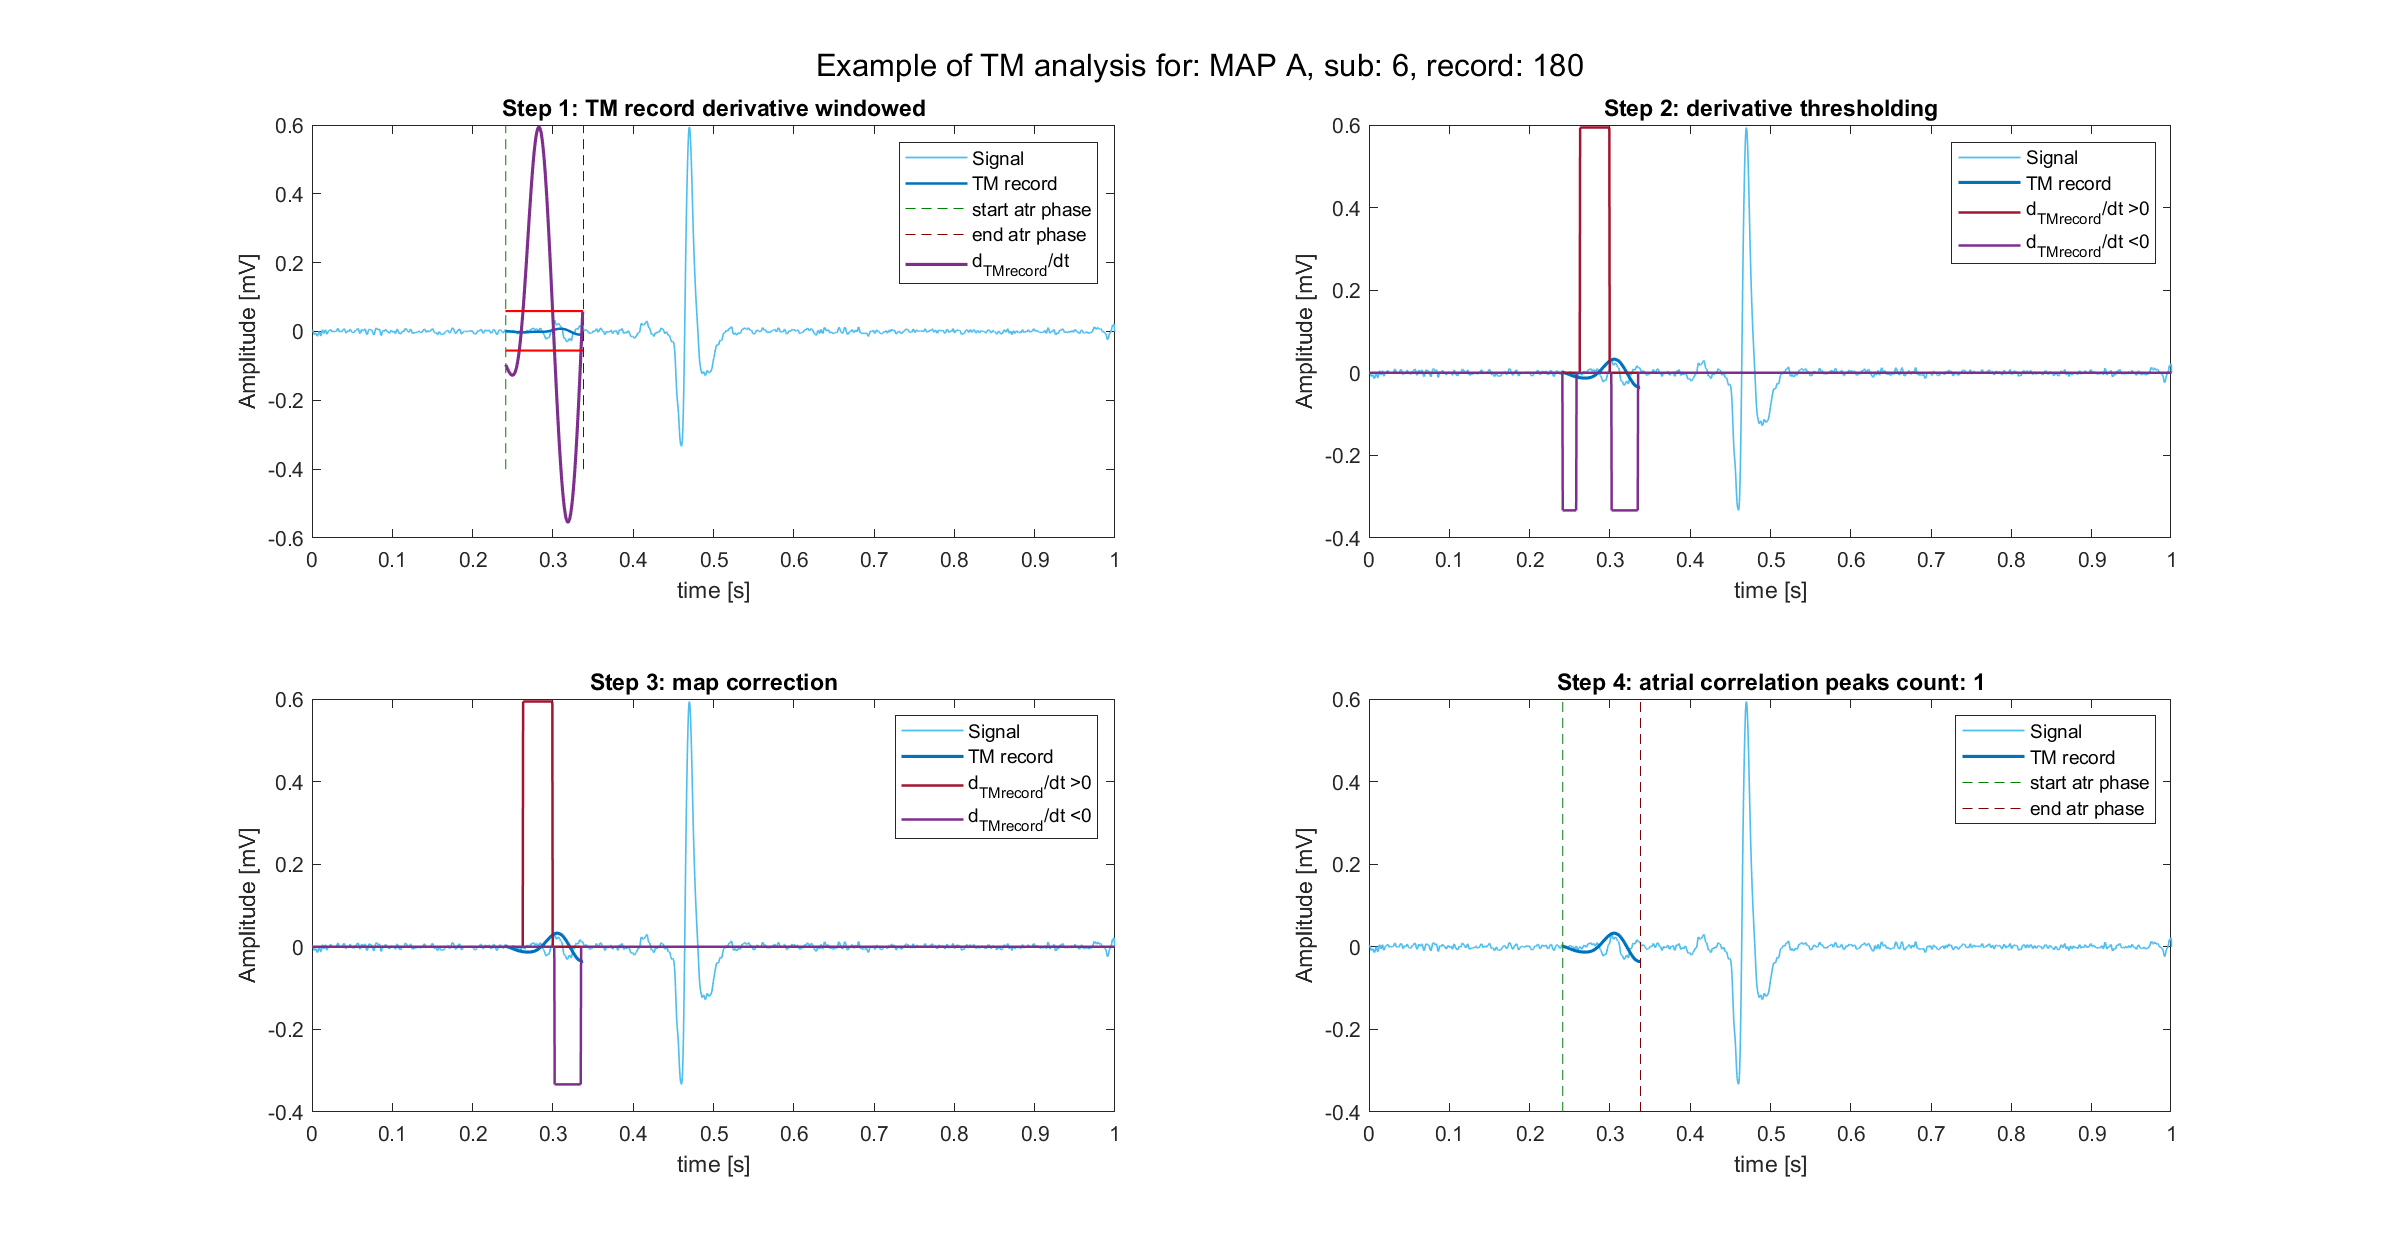 Example of TM analysis for: MAP A, sub: 6, record: 180
Step 1: TM record derivative windowed
Amplitude [mV]
0.6
0.4
0.2
0
-0.2
-0.4
-0.6
0 0.1 0.2 0.3 0.4 0.5 0.6 0.7 0.8 0.9 1
time [s]
Signal
TM record
start atr phase
end atr phase
dTMrecord/dt
Step 2: derivative thresholding
Amplitude [mV]
0.6
0.4
0.2
0
-0.2
-0.4
0 0.1 0.2 0.3 0.4 0.5 0.6 0.7 0.8 0.9 1
time [s]
Signal
TM record
dTMrecord/dt >0
dTMrecord/dt <0
Step 3: map correction
Amplitude [mV]
0.6
0.4
0.2
0
-0.2
-0.4
0 0.1 0.2 0.3 0.4 0.5 0.6 0.7 0.8 0.9 1
time [s]
Signal
TM record
dTMrecord/dt >0
dTMrecord/dt <0
Step 4: atrial correlation peaks count: 1
Amplitude [mV]
0.6
0.4
0.2
0
-0.2
-0.4
0 0.1 0.2 0.3 0.4 0.5 0.6 0.7 0.8 0.9 1
time [s]
Signal
TM record
start atr phase
end atr phase